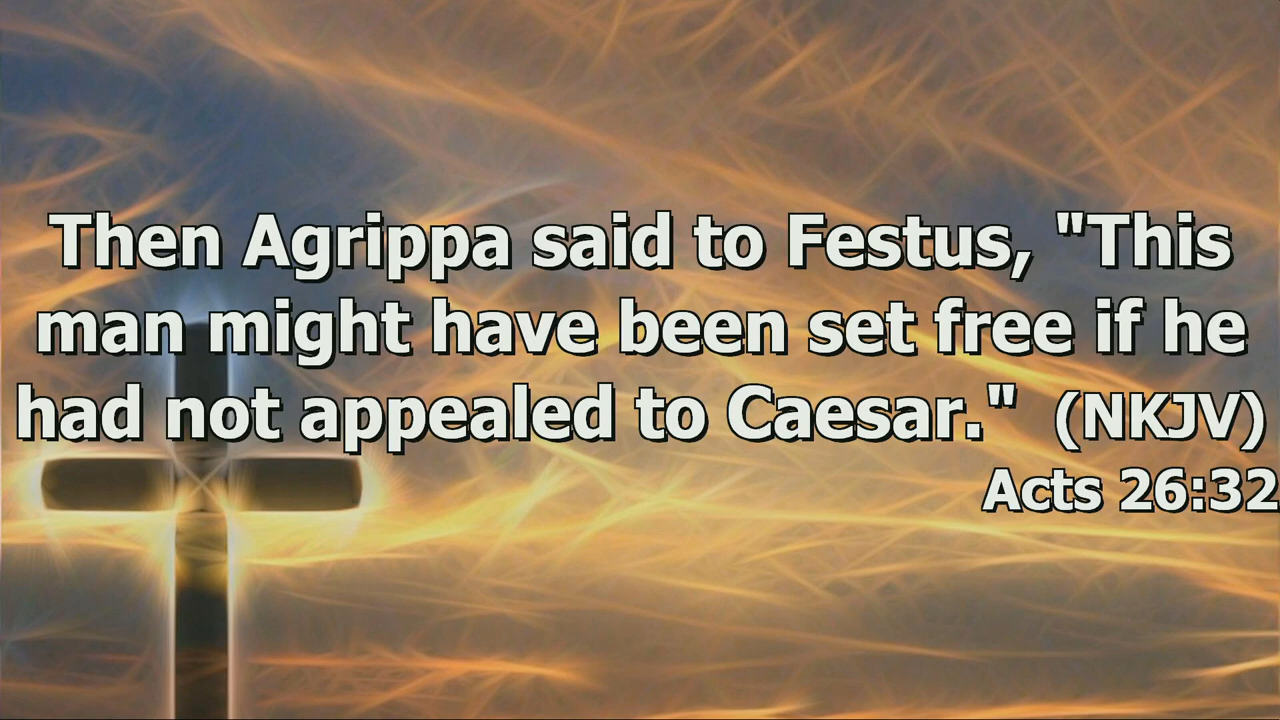 Then Agrippa said to Festus, "This
man might have been set free if he
had not appealed to Caesar." (NKJV)
Acts 26:32